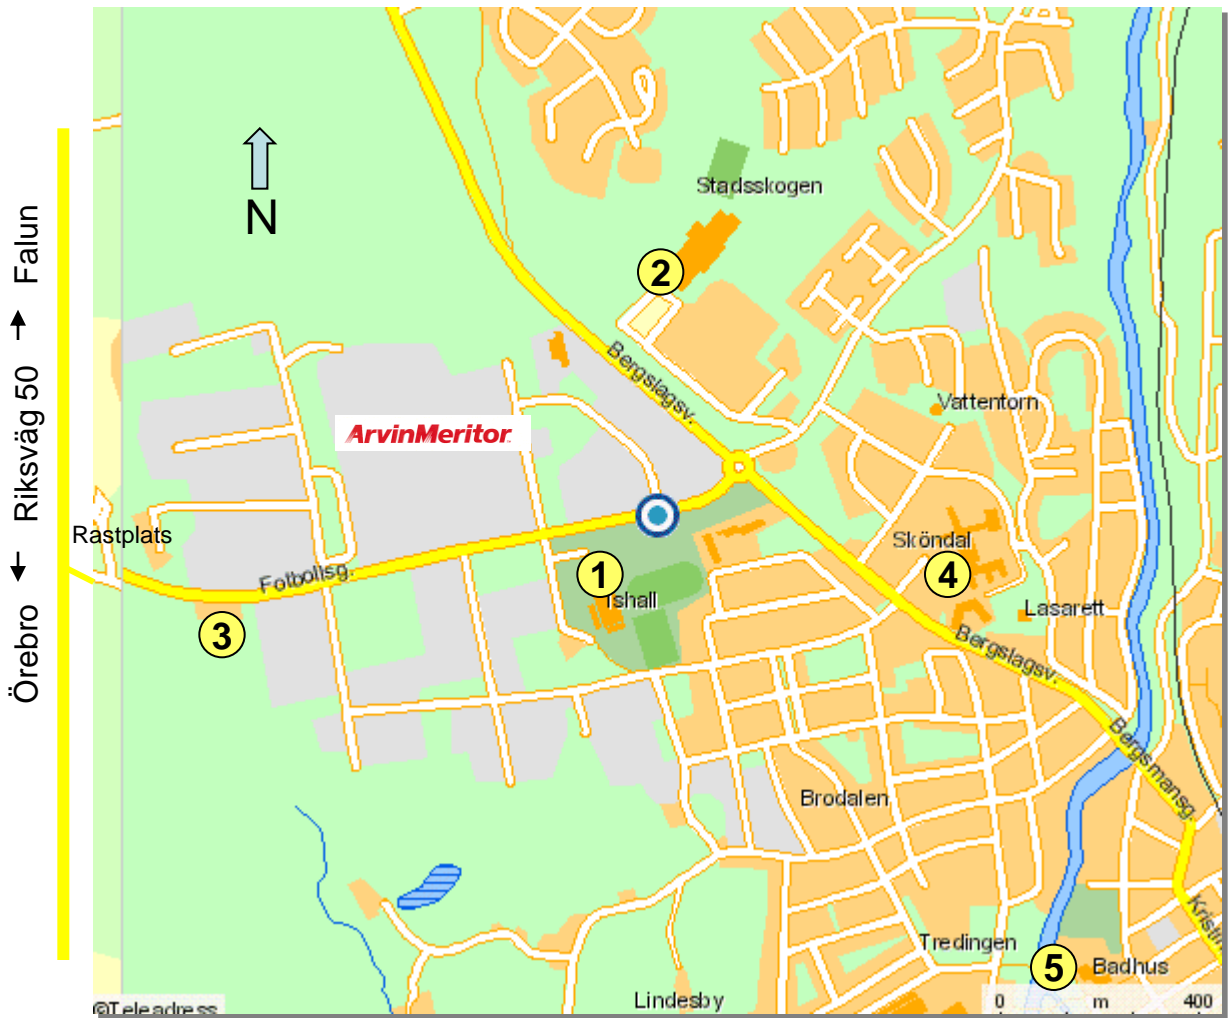 Örebro ← Riksväg 50 → Falun
N
Stadsskogen
2
Bergslagsv.
ArvinMeritor
Vattentorn
Rastplats
Fotbollsg.
Sköndal
1
4
Ishall
Lasarett
3
Bergslagsv.
Bergsmansg.
Brodalen
Kristin
Tredingen
5
Badhus
Lindesby
0 m 400
©Teleadress